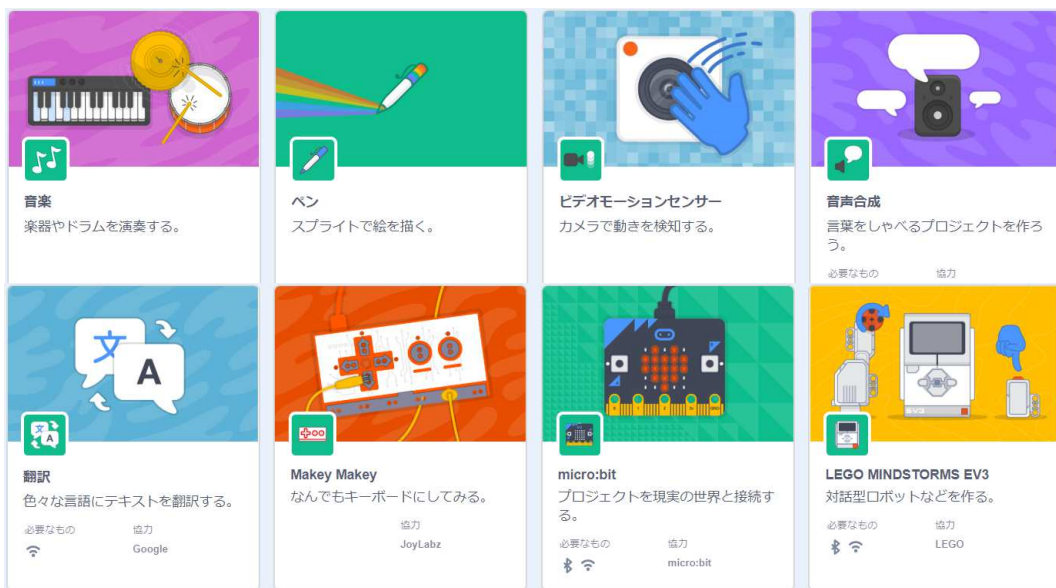 音楽
楽器やドラムを演奏する。
ペン
スプライトで絵を描く。
ビデオモーションセンサー
カメラで動きを検知する。
音声合成
言葉をしゃべるプロジェクトを作ろ
う。
必要なもの 協力
文
A
翻訳
色々な言語にテキストを翻訳する。
必要なもの 協力
Google
Makey Makey
なんでもキーボードにしてみる。
協力
JoyLabz
micro:bit
プロジェクトを現実の世界と接続す
る。
必要なもの 協力
micro:bit
EV3
LEGO MINDSTORMS EV3
対話型ロボットなどを作る。
必要なもの 協力
LEGO